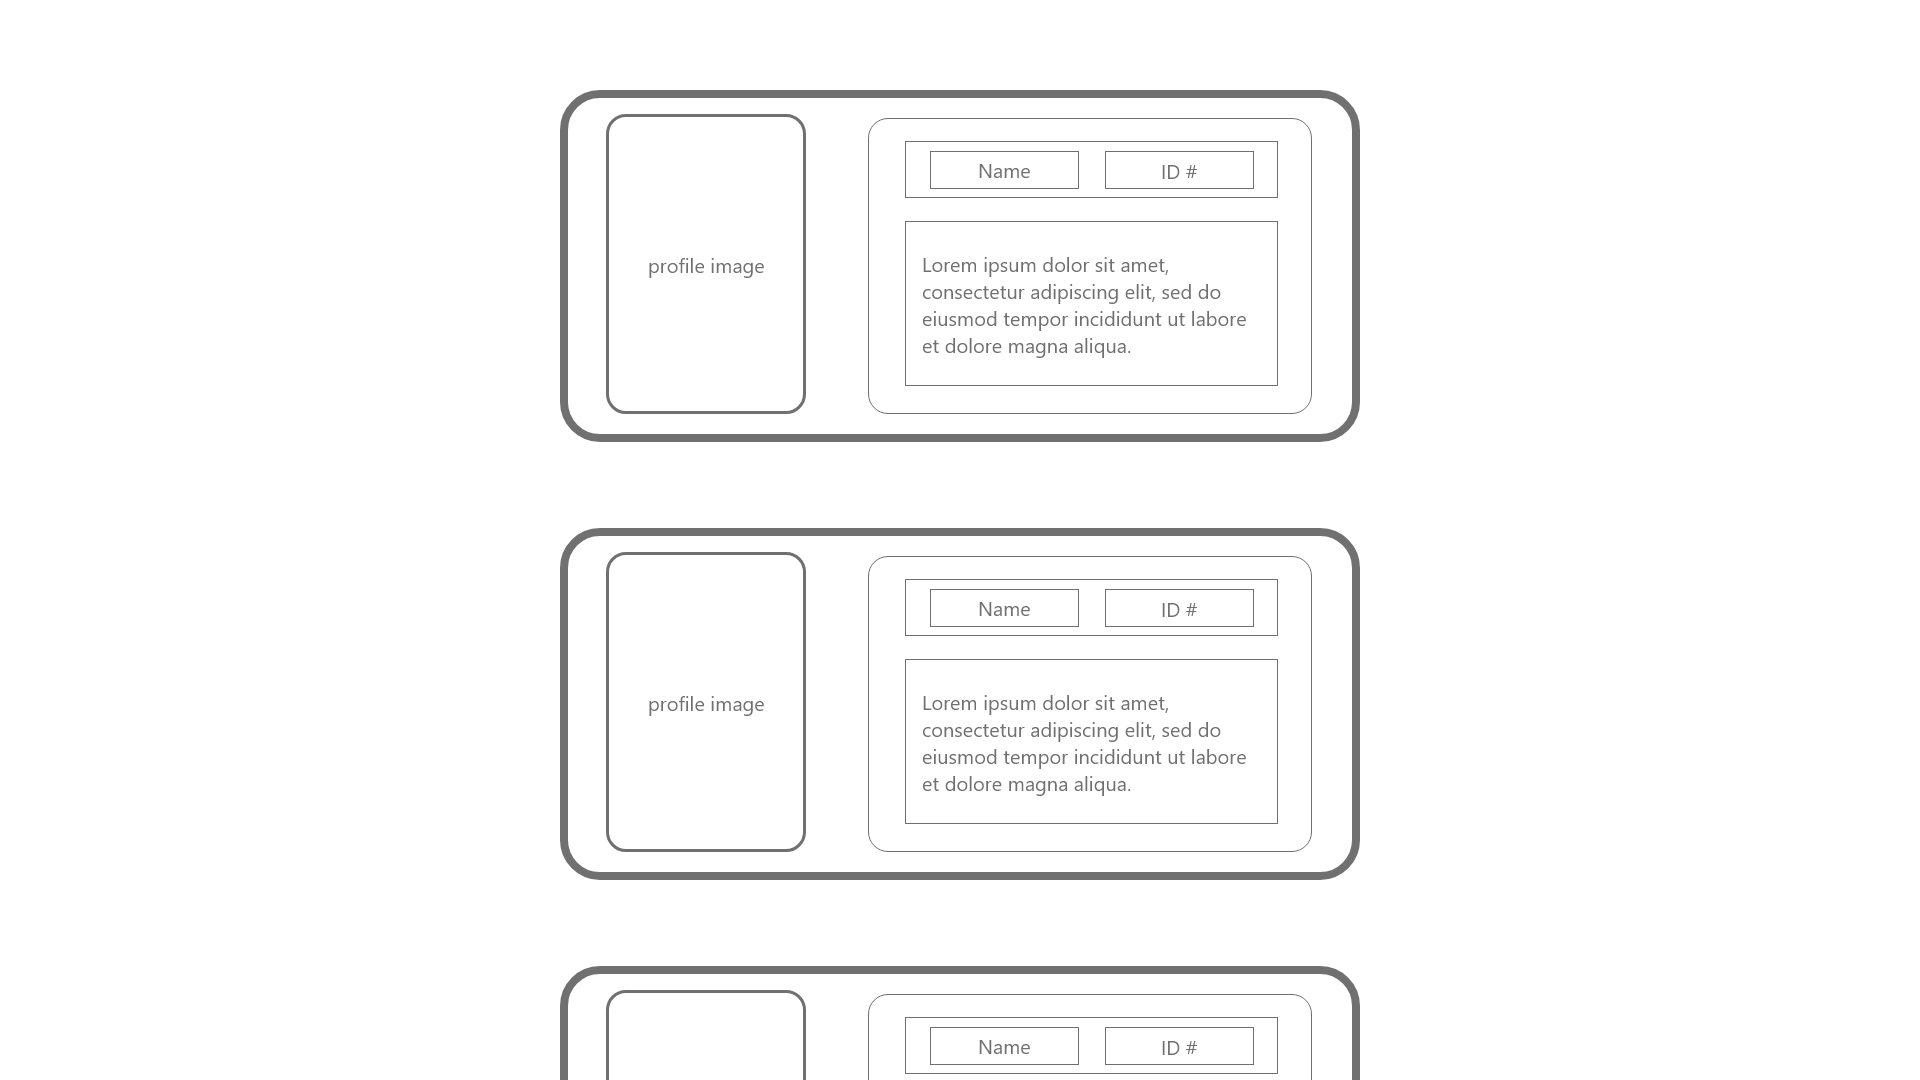 Name
ID #
profile image
Lorem ipsum dolor sit amet,
consectetur adipiscing elit, sed do
eiusmod tempor incididunt ut labore
et dolore magna aliqua.
Name
ID #
profile image
Lorem ipsum dolor sit amet,
consectetur adipiscing elit, sed do
eiusmod tempor incididunt ut labore
et dolore magna aliqua.
Name
ID #